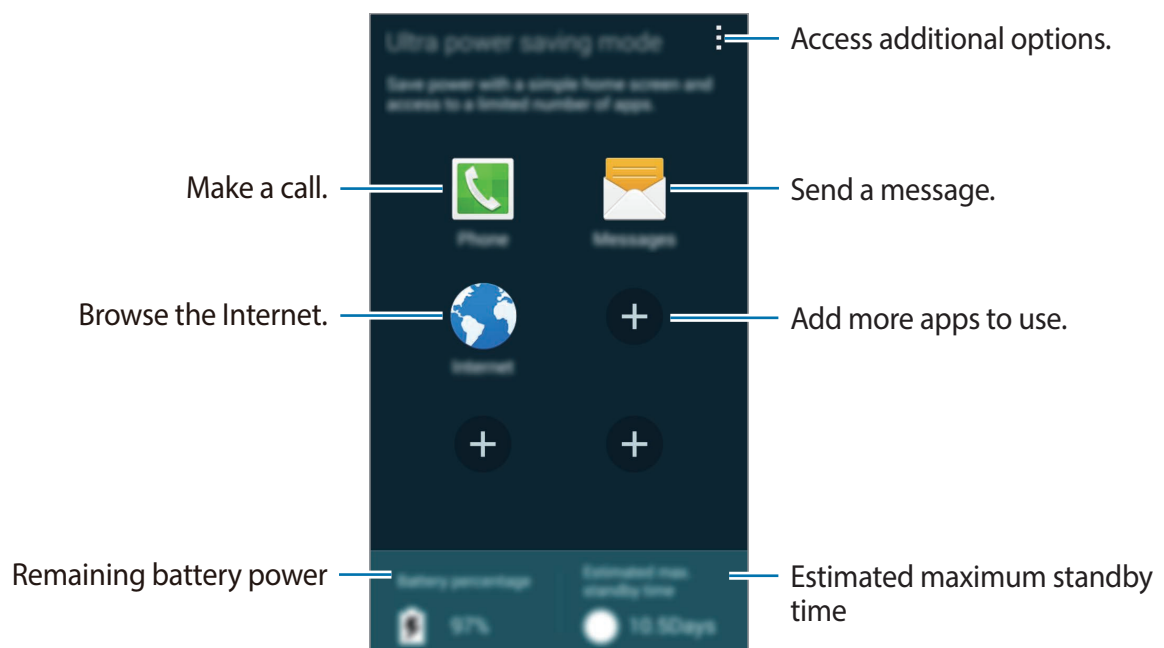 Ultra power saving mode
Access additional options.
Save power with a simple home screen and
access to a limited number of apps.
Make a call.
Send a message.
Phone
Messages
Browse the Internet.
Add more apps to use.
Internet
Remaining battery power
Battery percentage
Estimated max.
standby time
Estimated maximum standby
time
97%
10.5Days